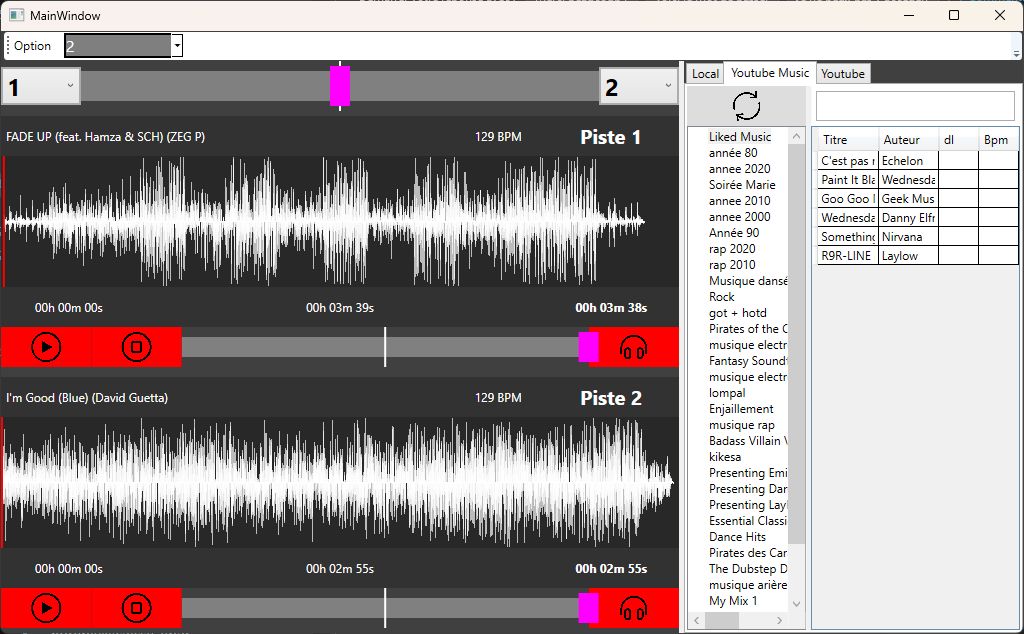 MainWindow
Option 2
1 2
FADE UP (feat. Hamza & SCH) (ZEG P) 129 BPM Piste 1
00h 00m 00s 00h 03m 39s 00h 03m 38s
I'm Good (Blue) (David Guetta) 129 BPM Piste 2
00h 00m 00s 00h 02m 55s 00h 02m 55s
Local Youtube Music Youtube
Liked Music
année 80
annee 2020
Soirée Marie
annee 2010
annee 2000
Année 90
rap 2020
rap 2010
Musique dansé
Rock
got + hotd
Pirates of the C
musique electr
Fantasy Sound
musique electr
lompal
Enjaillement
musique rap
Badass Villain V
kikesa
Presenting Emi
Presenting Dar
Presenting Layl
Essential Classi
Dance Hits
Pirates des Car
The Dubstep D
musique arière
My Mix 1
Titre Auteur dl Bpm
C'est pas Echelon
Paint It Bla Wednesda
Goo Goo Geek Mus
Wednesda Danny Elfr
Something Nirvana
R9R-LINE Laylow